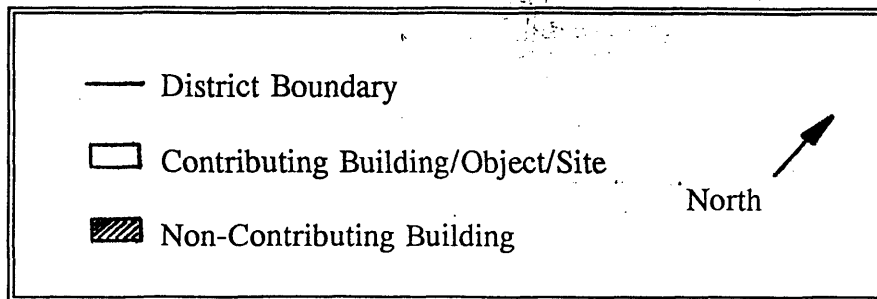 District Boundary
Contributing Building/Object/Site
North
Non-Contributing Building